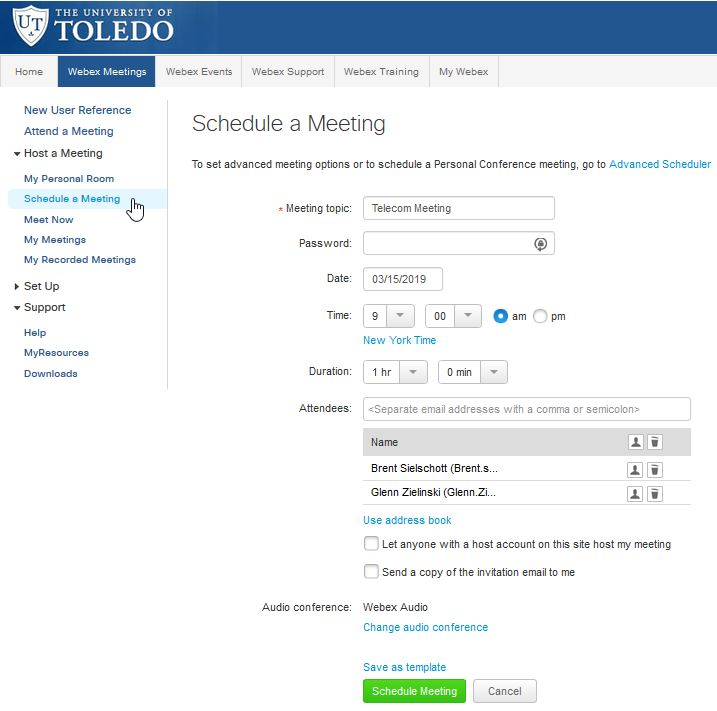 UT
THE UNIVERSITY OF
TOLEDO
Home Webex Meetings Webex Events Webex Support Webex Training My Webex
New User Reference
Attend a Meeting
Host a Meeting
My Personal Room
Schedule a Meeting
Meet Now
My Meetings
My Recorded Meetings
Set Up
Support
Help
MyResources
Downloads
Schedule a Meeting
To set advanced meeting options or to schedule a Personal Conference meeting, go to Advanced Scheduler
* Meeting topic: Telecom Meeting
Password:
Date: 03/15/2019
Time: 9 00 am pm
New York Time
Duration: 1 hr 0 min
Attendees: <Separate email addresses with a comma or semicolon>
Name
Brent Sielschott (Brent.s...
Glenn Zielinski (Glenn.Zi...
Use address book
Let anyone with a host account on this site host my meeting
Send a copy of the invitation email to me
Audio conference: Webex Audio
Change audio conference
Save as template
Schedule Meeting Cancel